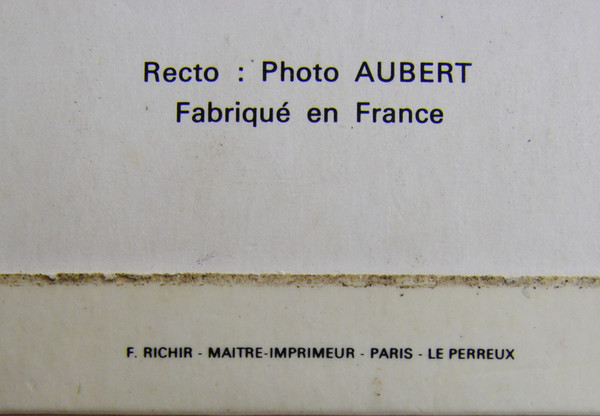 Recto : Photo AUBERT
Fabriqué en France
F. RICHIR - MAITRE-IMPRIMEUR - PARIS - LE PERREUX